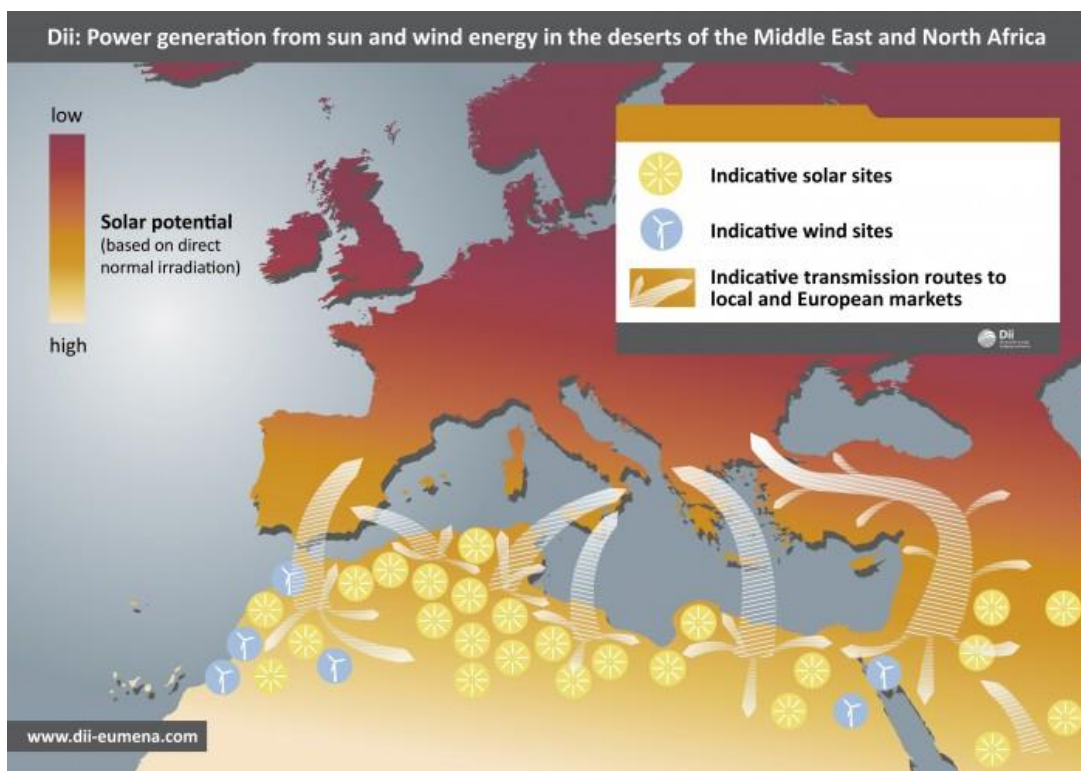 Dii: Power generation from sun and wind energy in the deserts of the Middle East and North Africa
low
Solar potential
(based on direct
normal irradiation)
high
Indicative solar sites
Indicative wind sites
Indicative transmission routes to
local and European markets
Dii
www.dii-eumena.com